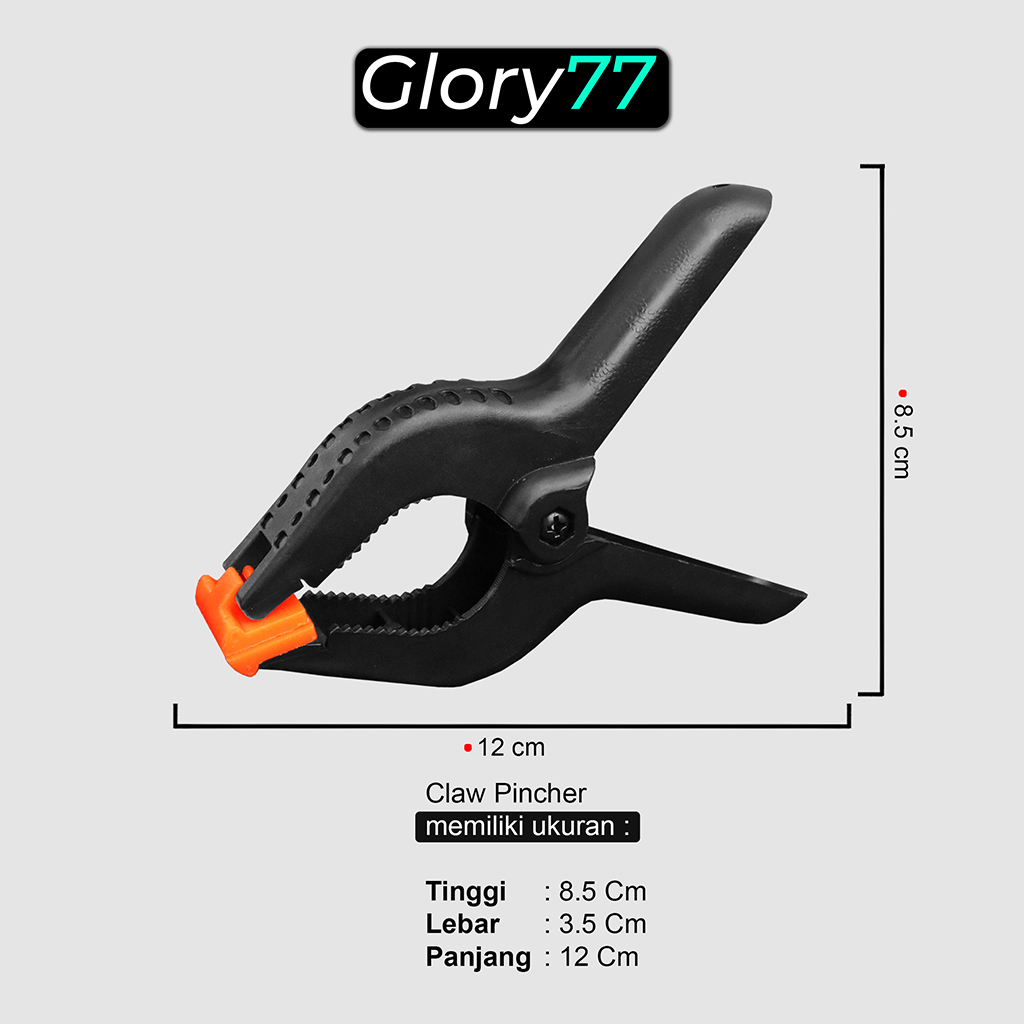 Glory77
8.5 cm
12 cm
Claw Pincher
memiliki ukuran :
Tinggi : 8.5 Cm
Lebar : 3.5 Cm
Panjang : 12 Cm